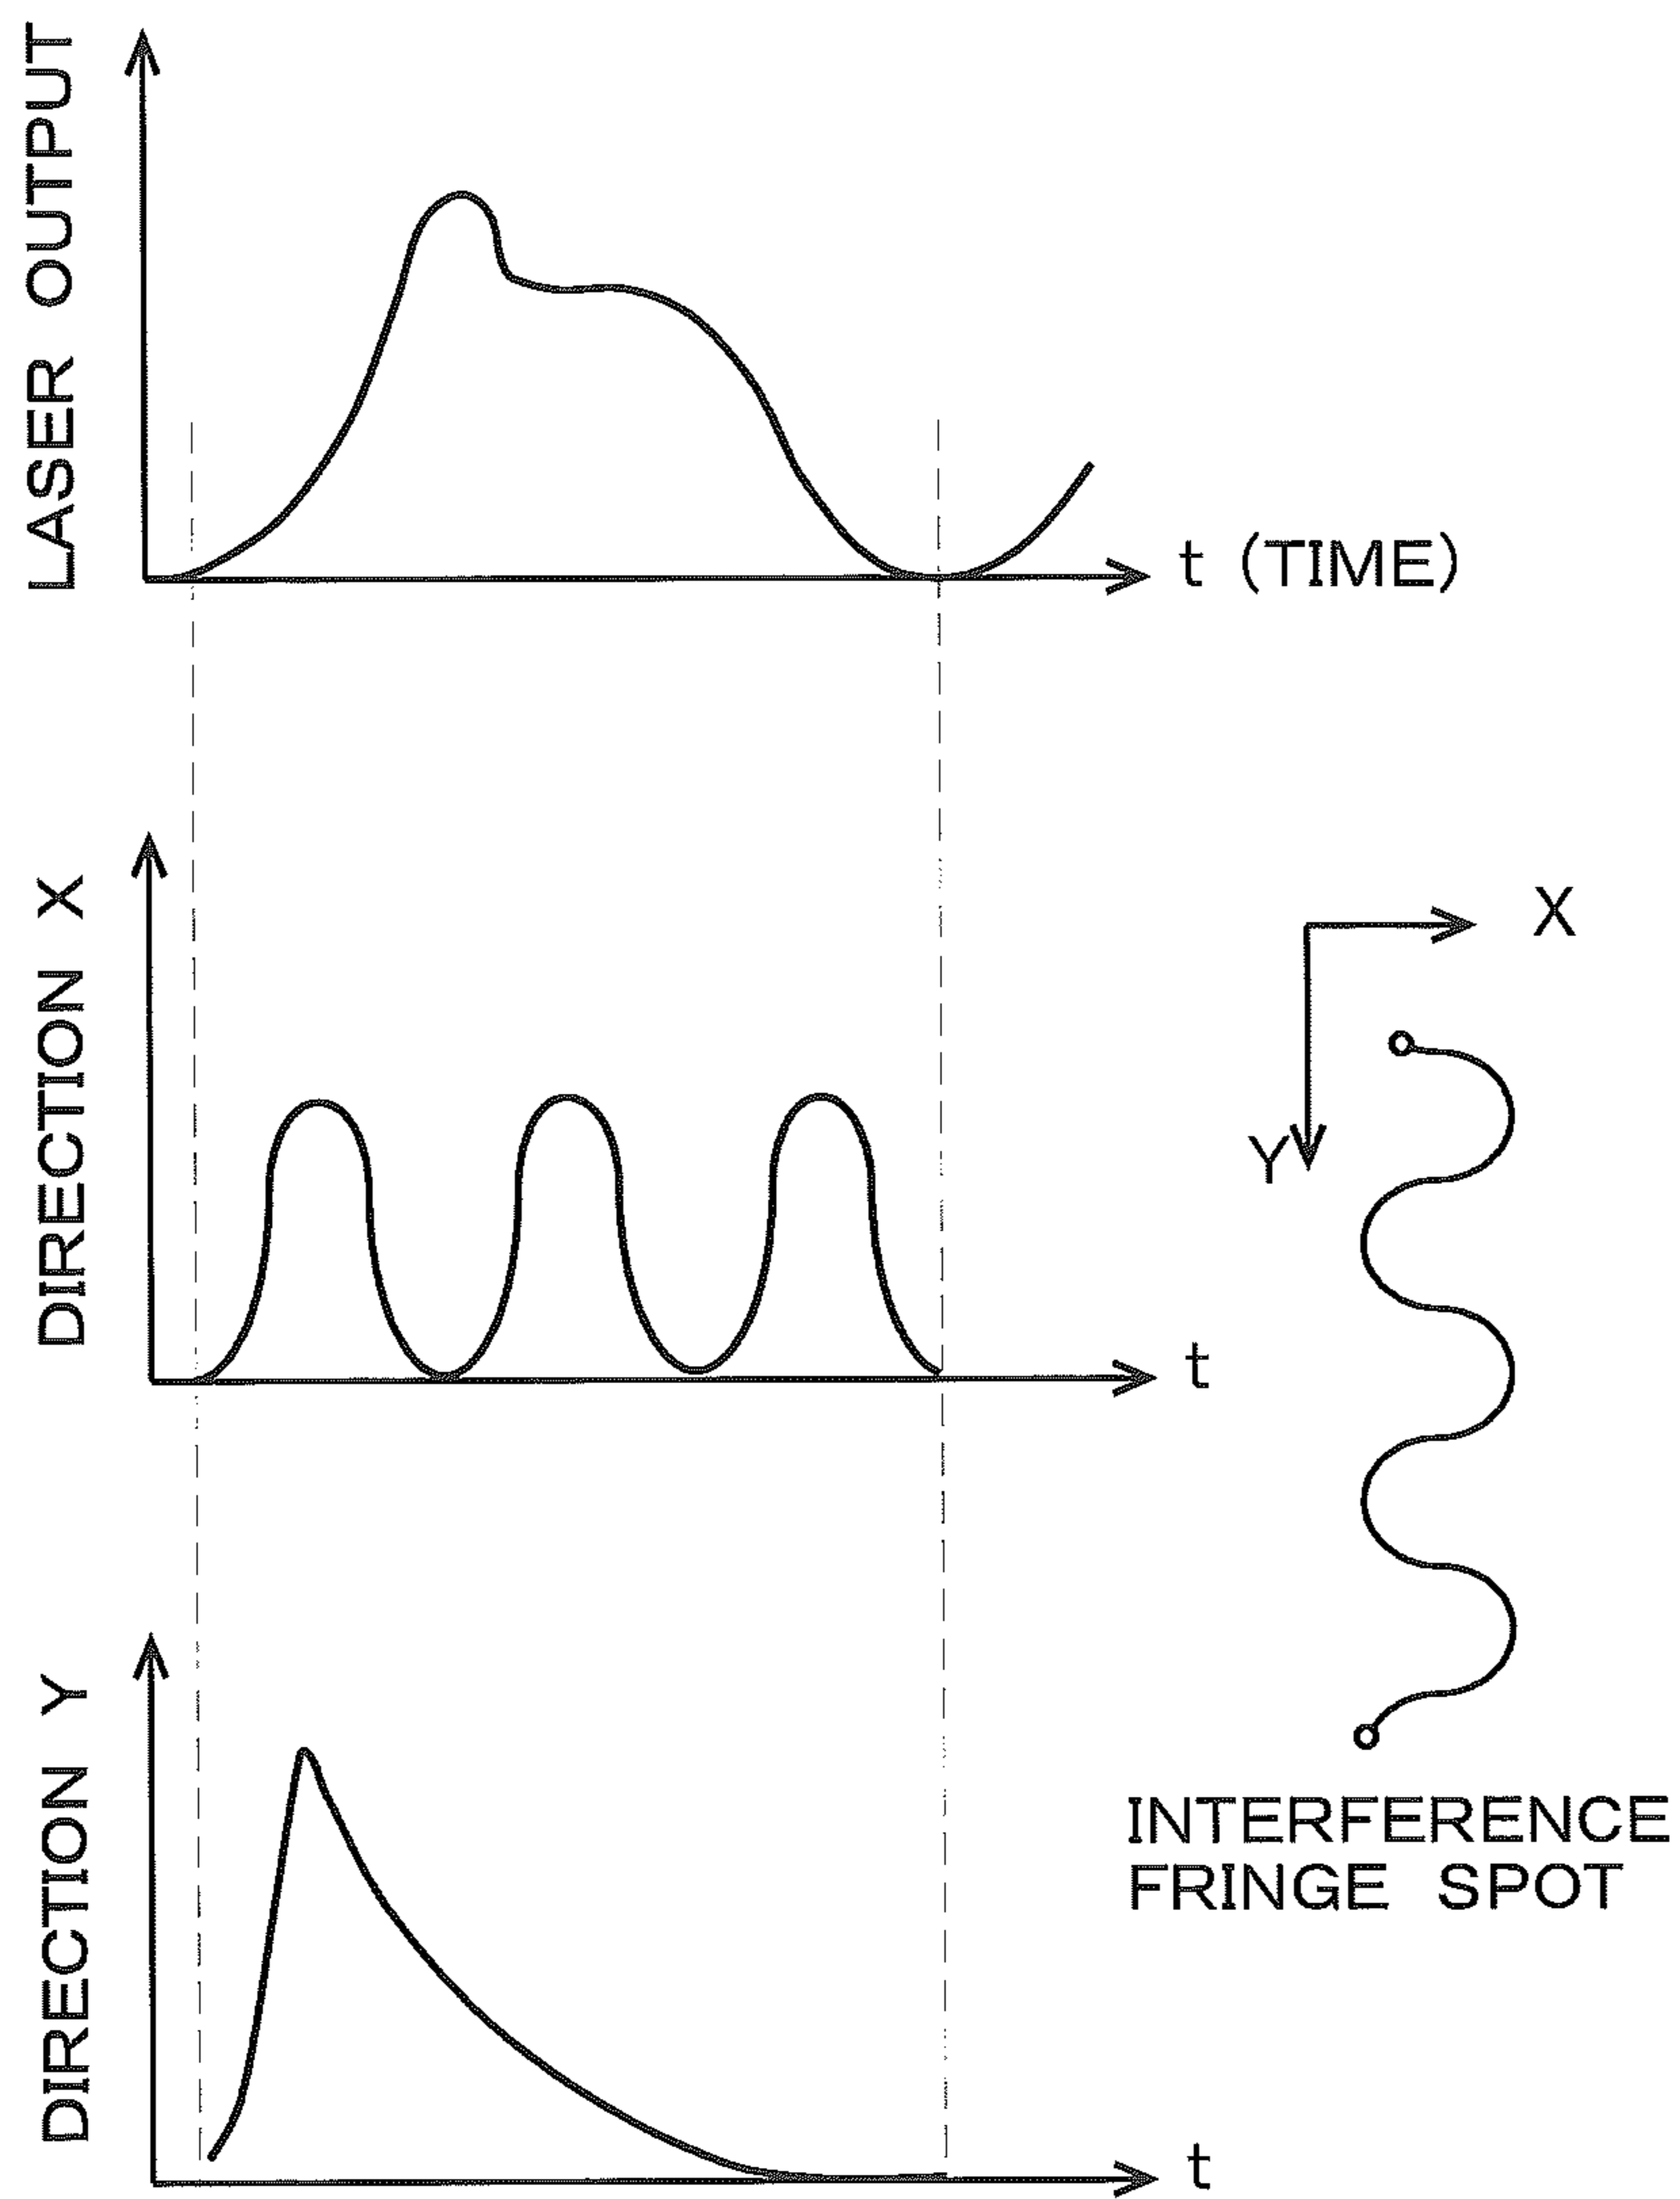 LASER OUTPUT
t (TIME)
DIRECTION X
t
X
Y
DIRECTION Y
t
INTERFERENCE
FRINGE SPOT